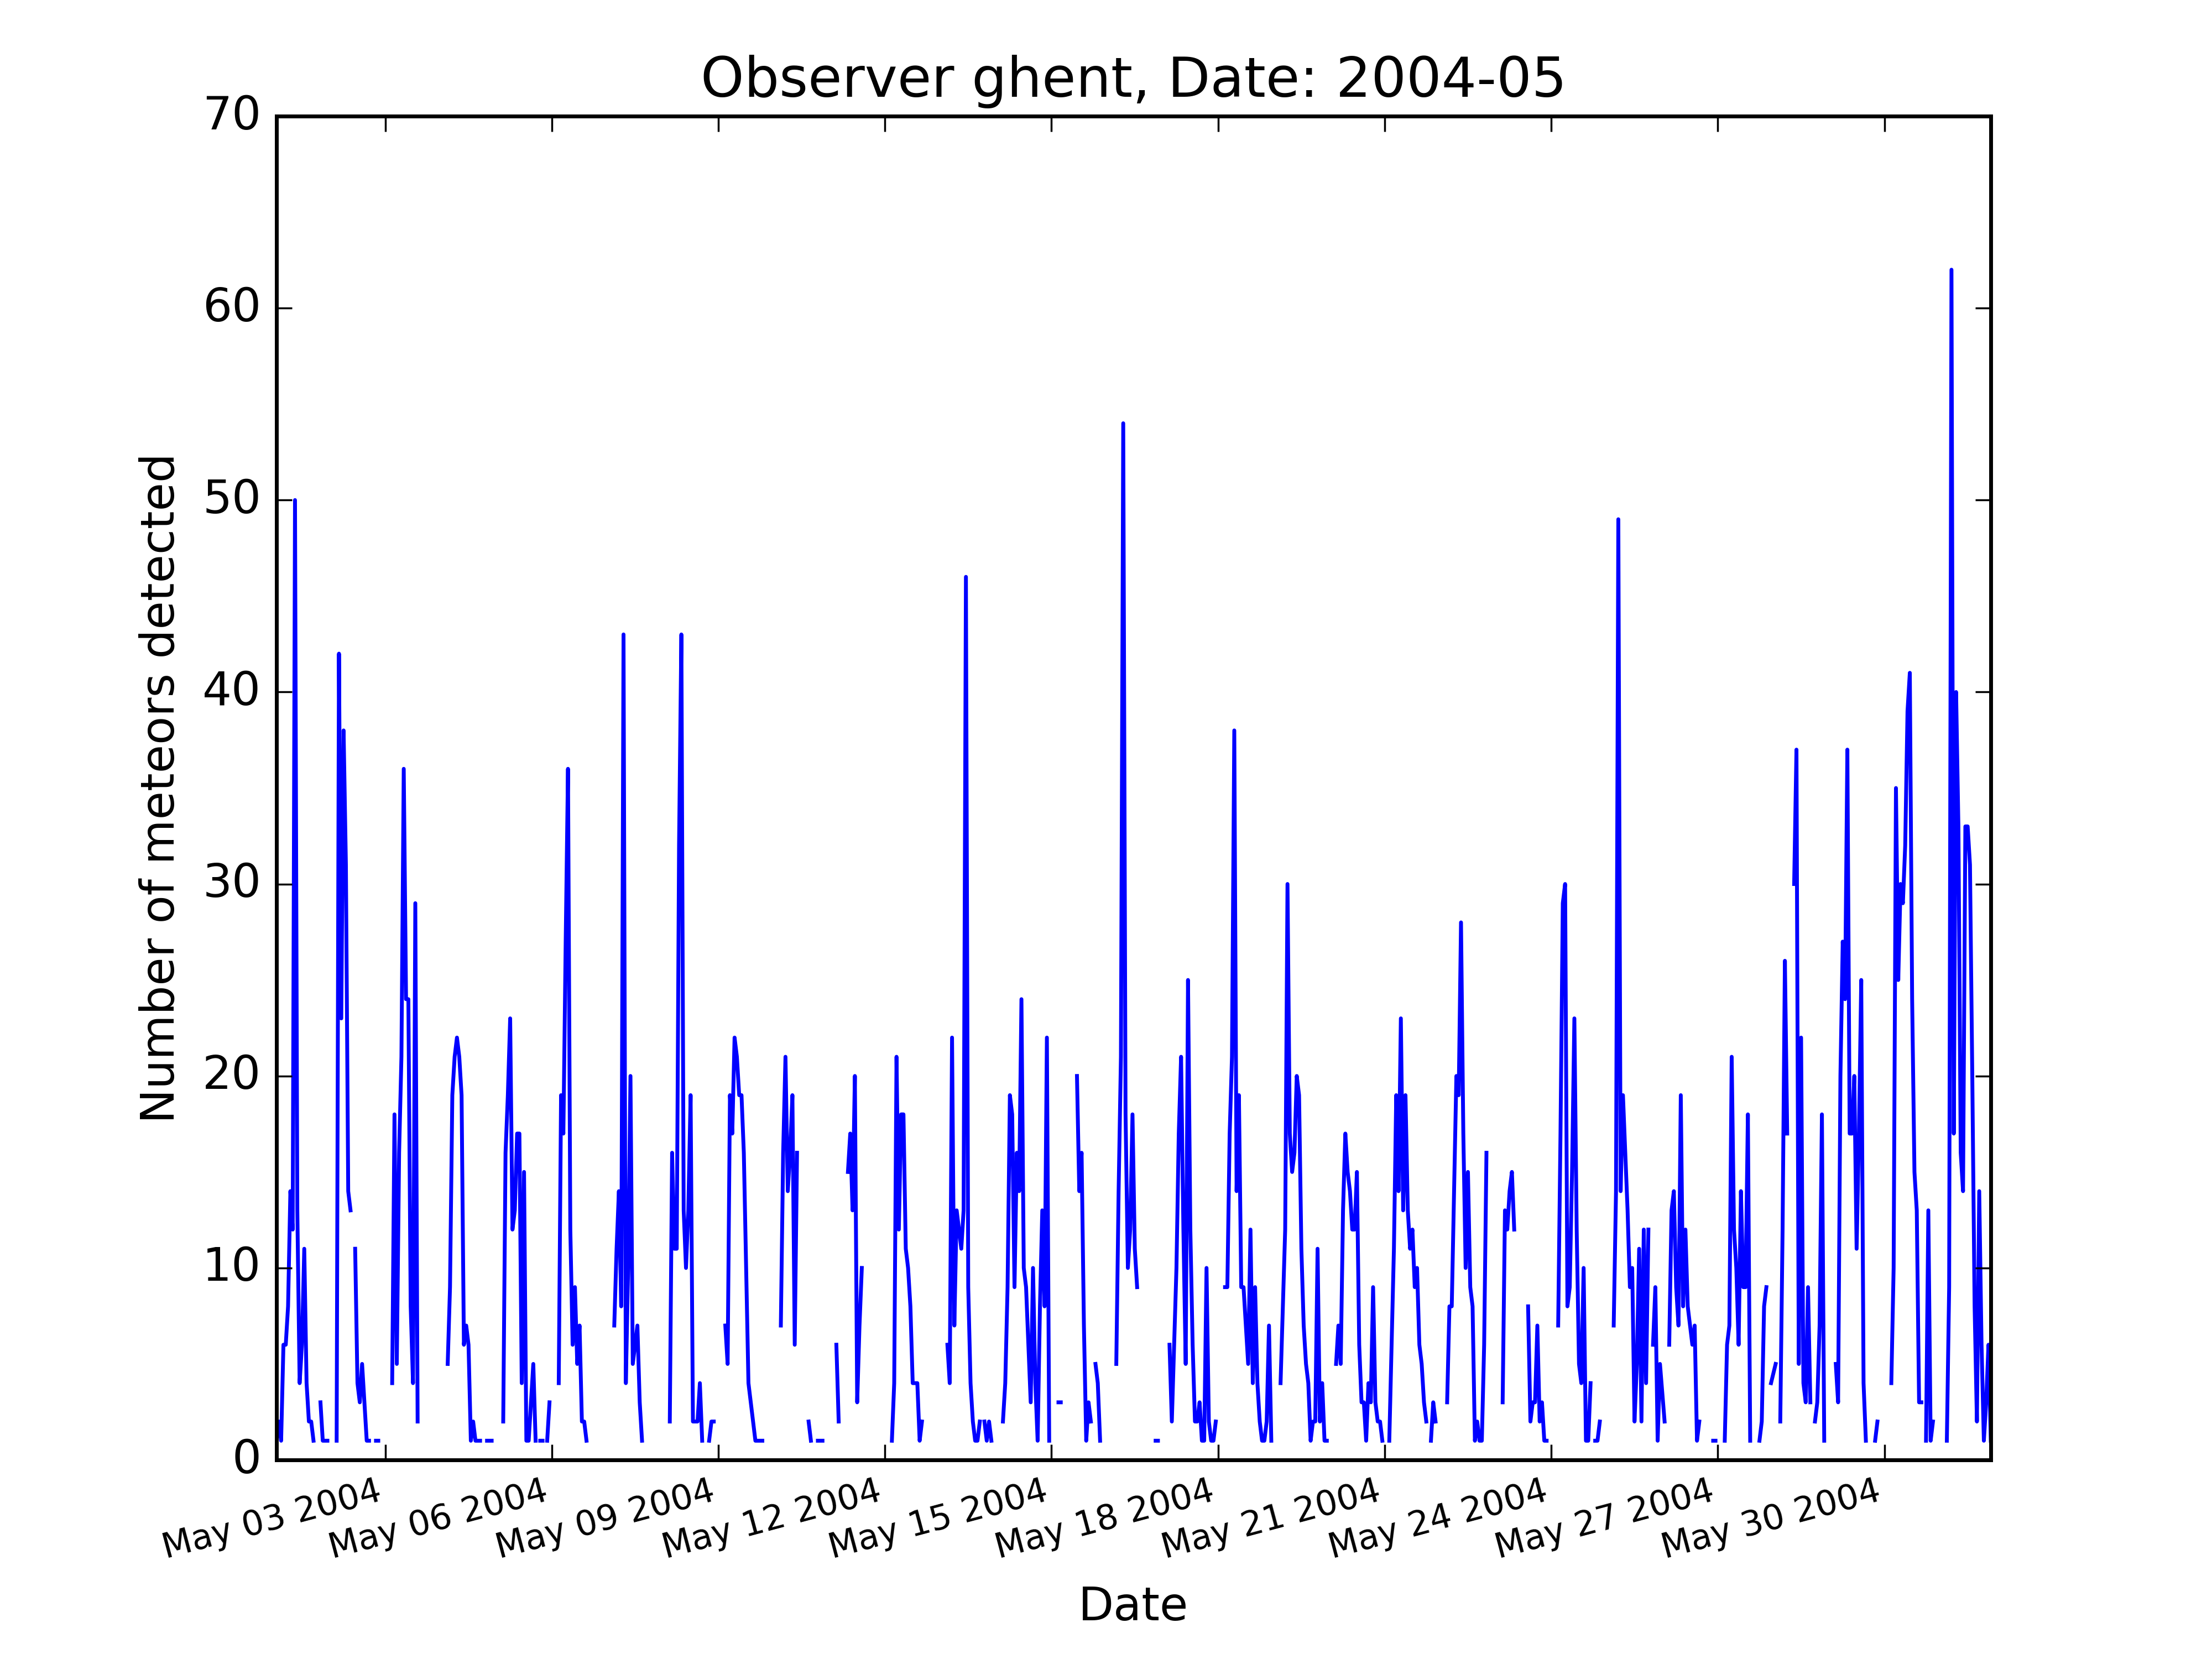 Observer ghent, Date: 2004-05
70
60
50
40
30
20
10
0
Number of meteors detected
May 03 2004
May 06 2004
May 09 2004
May 12 2004
May 15 2004
May 18 2004
May 21 2004
May 24 2004
May 27 2004
May 30 2004
Date